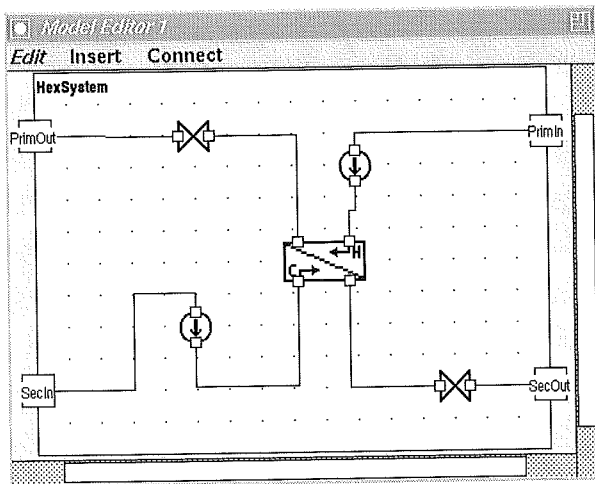 Model Editor 1
Edit Insert Connect
HexSystem
PrimOut
PrimIn
H
C
SecIn
SecOut